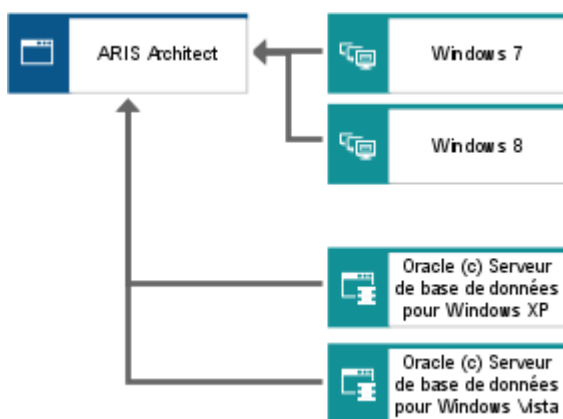 ARIS Architect
Windows 7
Windows 8
Oracle (c) Serveur
de base de données
pour Windows XP
Oracle (c) Serveur
de base de données
pour Windows Vista